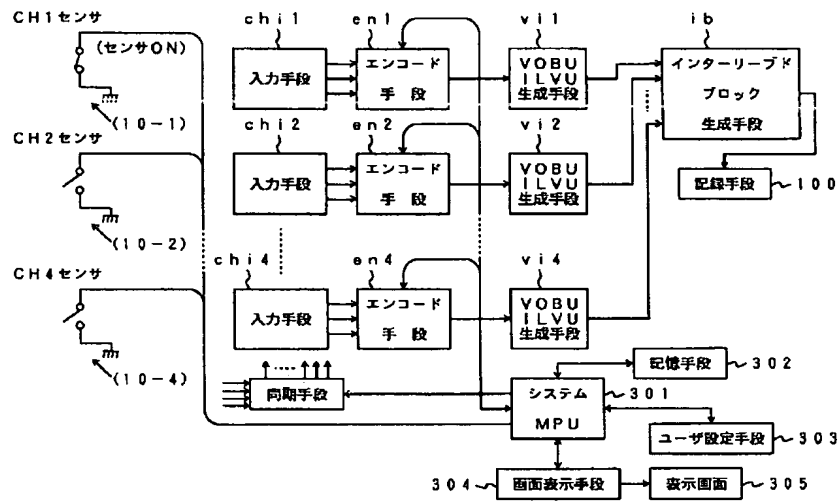 CH1センサ
(センサON)
(10-1)
CH2センサ
(10-2)
CH4センサ
(10-4)
chi1
入力手段
en1
エンコード
手段
vi1
VOBU
ILVU
生成手段
ib
インターリーブド
ブロック
生成手段
chi2
入力手段
en2
エンコード
手段
vi2
VOBU
ILVU
生成手段
記録手段
100
chi4
入力手段
en4
エンコード
手段
vi4
VOBU
ILVU
生成手段
同期手段
システム
MPU
301
記憶手段
302
ユーザ設定手段
303
304
画面表示手段
表示画面
305